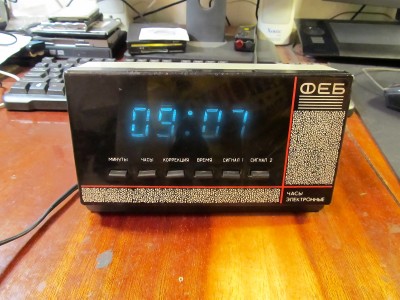 ФЕБ
09:07
МИНУТЫ ЧАСЫ КОРРЕКЦИЯ ВРЕМЯ СИГНАЛ 1 СИГНАЛ 2
ЧАСЫ
ЭЛЕКТРОННЫЕ